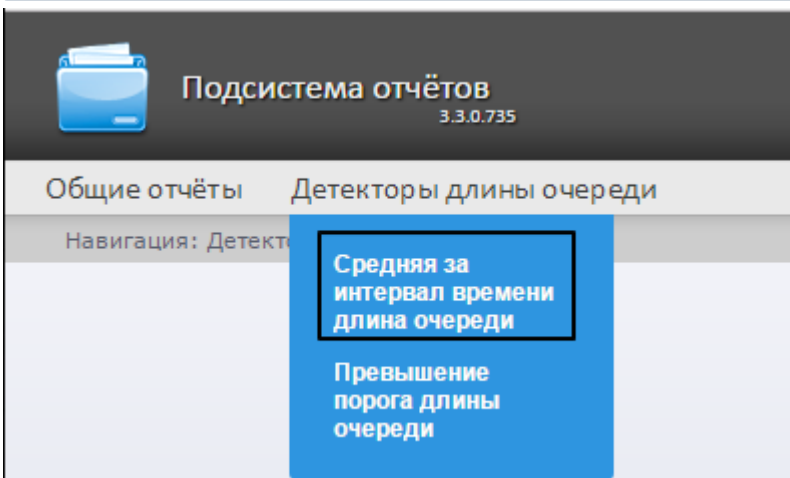 Подсистема отчётов
3.3.0.735
Общие отчёты Детекторы длины очереди
Навигация:
Средняя за
интервал времени
длина очереди
Превышение
порога длины
очереди